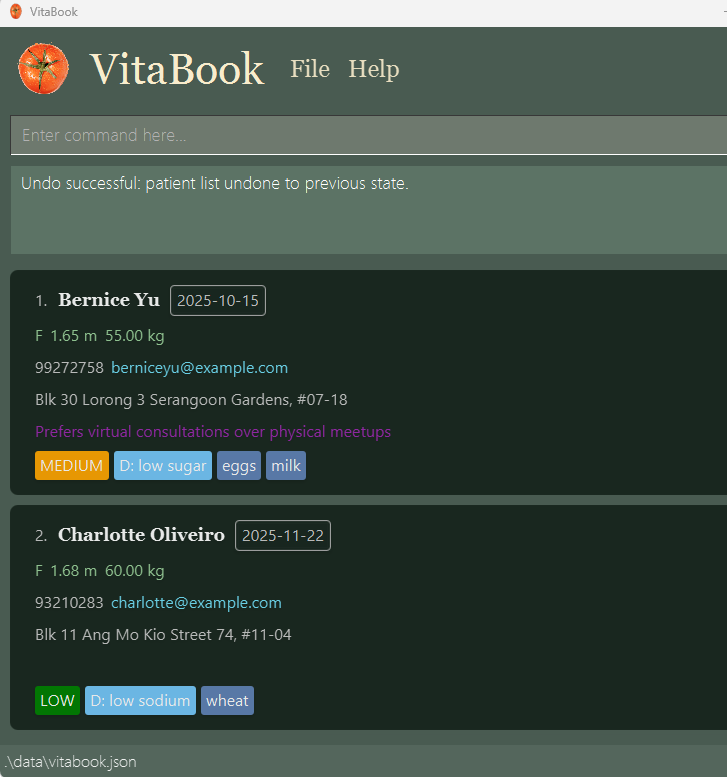 VitaBook
VitaBook File Help
Enter command here...
Undo successful: patient list undone to previous state.
1. Bernice Yu 2025-10-15
F 1.65 m 55.00 kg
99272758 berniceyu@example.com
Blk 30 Lorong 3 Serangoon Gardens, #07-18
Prefers virtual consultations over physical meetups
MEDIUM D: low sugar eggs milk
2. Charlotte Oliveiro 2025-11-22
F 1.68 m 60.00 kg
93210283 charlotte@example.com
Blk 11 Ang Mo Kio Street 74, #11-04
LOW D: low sodium wheat
.\data\vitabook.json